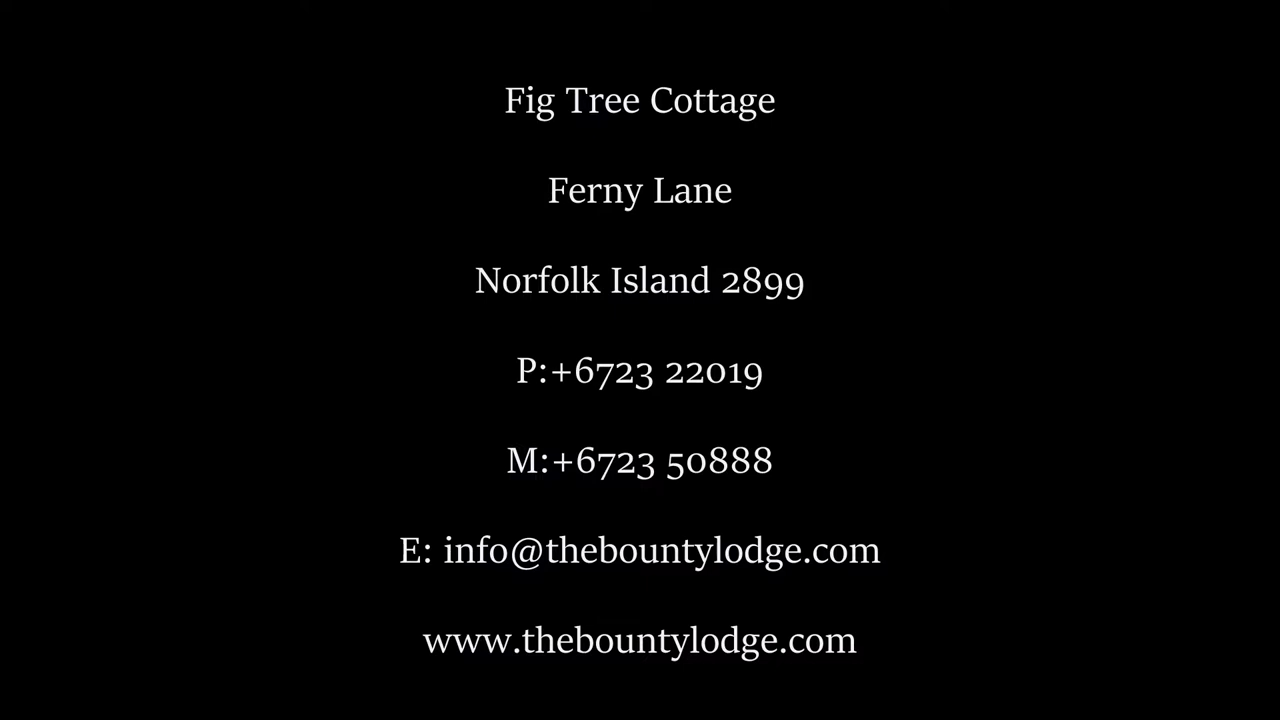 Fig Tree Cottage
Ferny Lane
Norfolk Island 2899
P:+6723 22019
M:+6723 50888
E: info@thebountylodge.com
www.thebountylodge.com